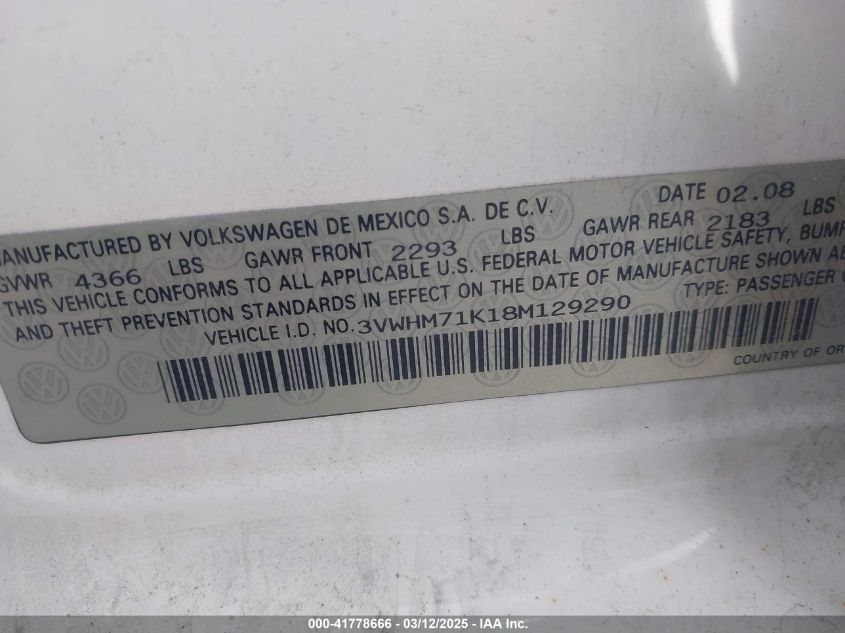 MANUFACTURED BY VOLKSWAGEN DE MEXICO S.A. DE C.V. DATE 02.08
GVWR 4366 LBS GAWR FRONT 2293 LBS GAWR REAR 2183 LBS
THIS VEHICLE CONFORMS TO ALL APPLICABLE U.S. FEDERAL MOTOR VEHICLE SAFETY, BUMP
AND THEFT PREVENTION STANDARDS IN EFFECT ON THE DATE OF MANUFACTURE SHOWN AB
VEHICLE I.D. NO. 3VWHM71K18M129290 TYPE: PASSENGER
COUNTRY OF OR
000-41778666 - 03/12/2025 - IAA Inc.